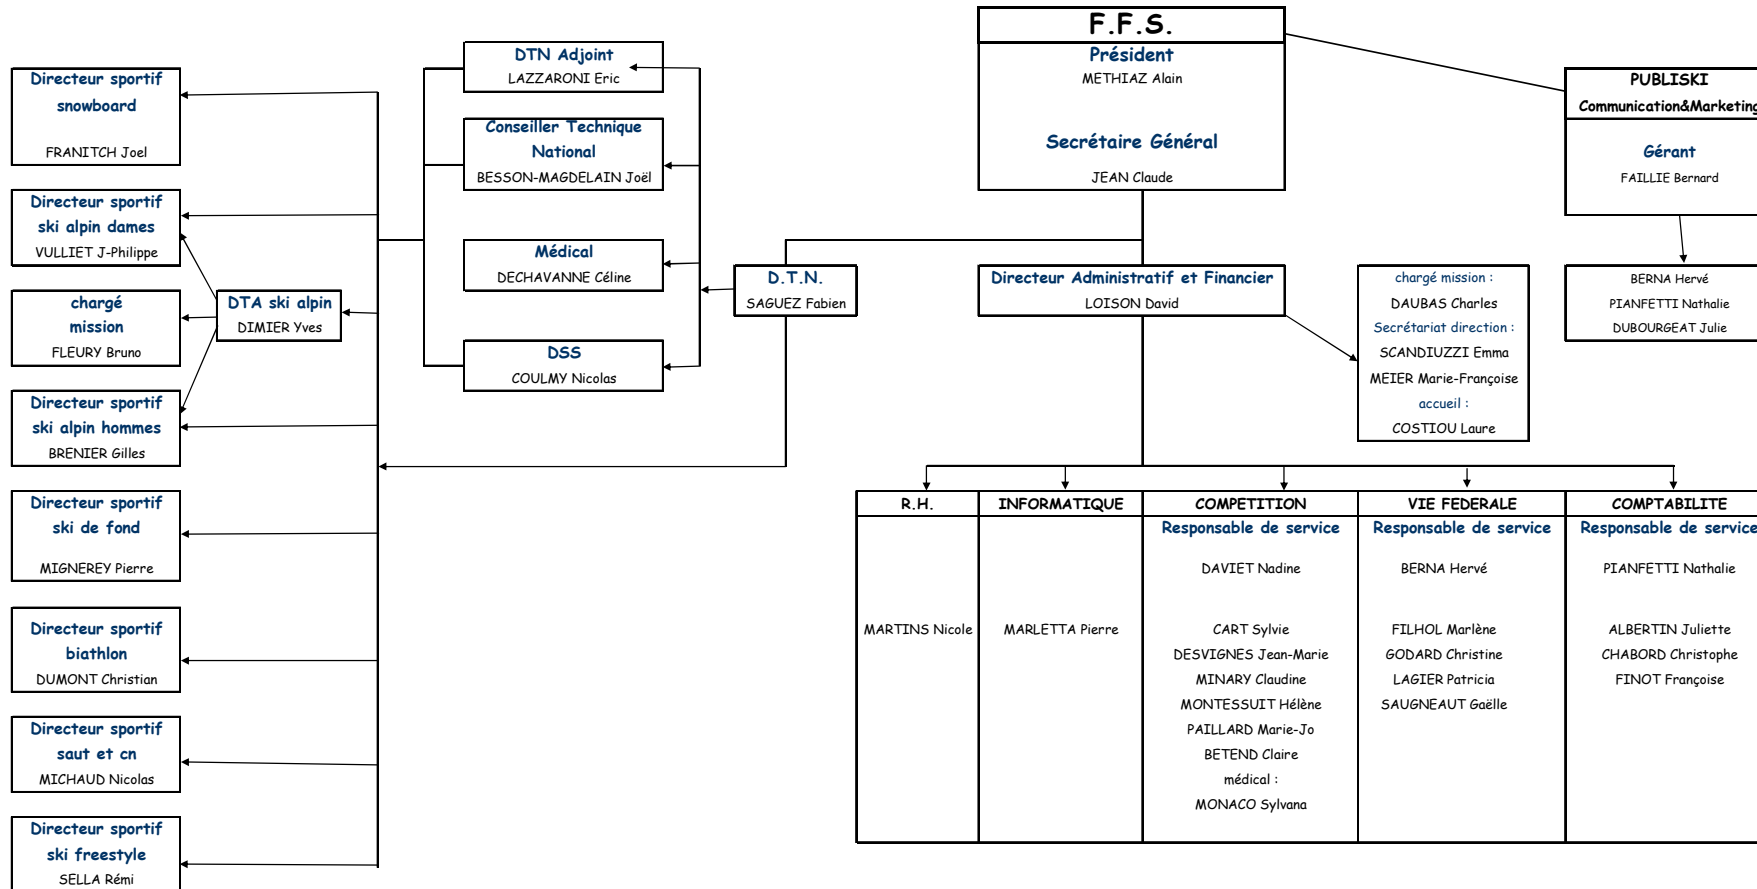 F.F.S.
Président
METHIAZ Alain
Secrétaire Général
JEAN Claude
PUBLISKI
Communication&Marketing
Gérant
FAILLIE Bernard
BERNA Hervé
PIANFETTI Nathalie
DUBOURGEAT Julie
DTN Adjoint
LAZZARONI Eric
Conseiller Technique
National
BESSON-MAGDELAIN Joël
Médical
DECHAVANNE Céline
DSS
COULMY Nicolas
D.T.N.
SAGUEZ Fabien
Directeur Administratif et Financier
LOISON David
chargé mission :
DAUBAS Charles
Secrétariat direction :
SCANDIUZZI Emma
MEIER Marie-Françoise
accueil :
COSTIOU Laure
Directeur sportif
snowboard
FRANITCH Joel
Directeur sportif
ski alpin dames
VULLIET J-Philippe
chargé
mission
FLEURY Bruno
DTA ski alpin
DIMIER Yves
Directeur sportif
ski alpin hommes
BRENIER Gilles
Directeur sportif
ski de fond
MIGNEREY Pierre
Directeur sportif
biathlon
DUMONT Christian
Directeur sportif
saut et cn
MICHAUD Nicolas
Directeur sportif
ski freestyle
SELLA Rémi
R.H.
MARTINS Nicole
INFORMATIQUE
MARLETTA Pierre
COMPETITION
Responsable de service
DAVIET Nadine
CART Sylvie
DESVIGNES Jean-Marie
MINARY Claudine
MONTESSUIT Hélène
PAILLARD Marie-Jo
BETEND Claire
médical :
MONACO Sylvana
VIE FEDERALE
Responsable de service
BERNA Hervé
FILHOL Marlène
GODARD Christine
LAGIER Patricia
SAUGNEAUT Gaëlle
COMPTABILITE
Responsable de service
PIANFETTI Nathalie
ALBERTIN Juliette
CHABORD Christophe
FINOT Françoise